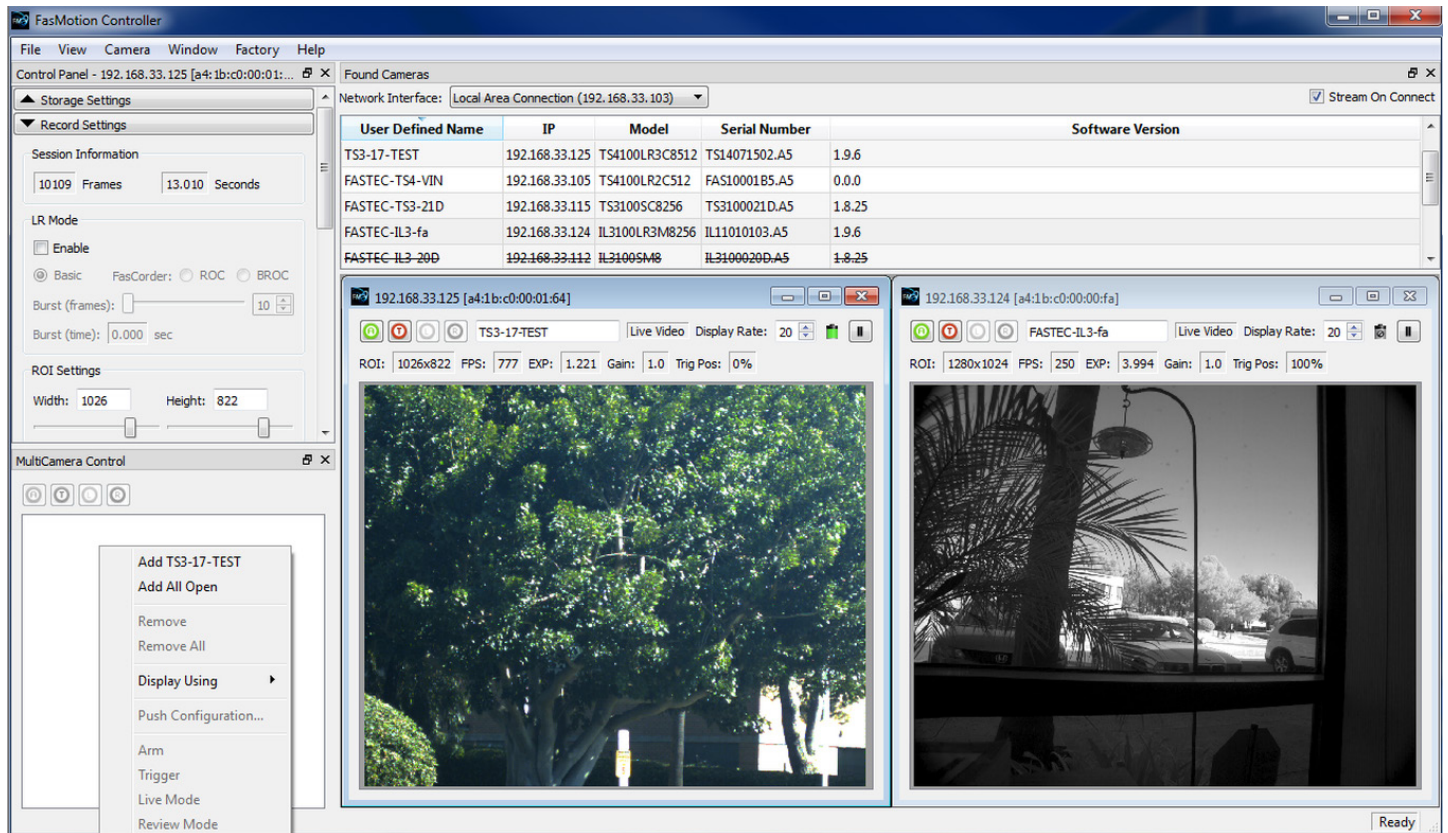 FasMotion Controller
File View Camera Window Factory Help
Control Panel - 192.168.33.125 [a4:1b:c0:00:01:...
Storage Settings
Record Settings
Session Information
10109 Frames 13.010 Seconds
LR Mode
Enable
Basic FasCorder: ROC BROC
Burst (frames): 10
Burst (time): 0.000 sec
ROI Settings
Width: 1026 Height: 822
MultiCamera Control
Add TS3-17-TEST
Add All Open
Remove
Remove All
Display Using
Push Configuration...
Arm
Trigger
Live Mode
Review Mode
Found Cameras
Network Interface: Local Area Connection (192.168.33.103) Stream On Connect
User Defined Name IP Model Serial Number Software Version
TS3-17-TEST 192.168.33.125 TS4100LR3C8512 TS14071502.A5 1.9.6
FASTEC-TS4-VIN 192.168.33.105 TS4100LR2C512 FAS10001B5.A5 0.0.0
FASTEC-TS3-21D 192.168.33.115 TS3100SC8256 TS3100021D.A5 1.8.25
FASTEC-IL3-fa 192.168.33.124 IL3100LR3M8256 IL11010103.A5 1.9.6
FASTEC-IL3-20D 192.168.33.112 IL3100SM8 IL3100020D.A5 1.8.25
192.168.33.125 [a4:1b:c0:00:01:64]
TS3-17-TEST Live Video Display Rate: 20
ROI: 1026x822 FPS: 777 EXP: 1.221 Gain: 1.0 Trig Pos: 0%
192.168.33.124 [a4:1b:c0:00:00:fa]
FASTEC-IL3-fa Live Video Display Rate: 20
ROI: 1280x1024 FPS: 250 EXP: 3.994 Gain: 1.0 Trig Pos: 100%
Ready